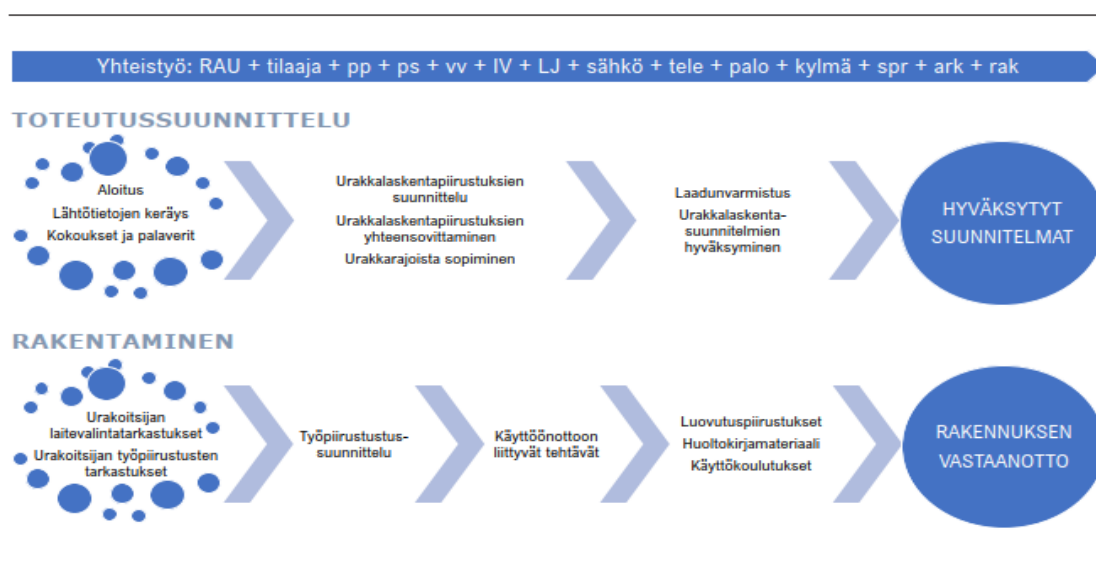 Yhteistyö: RAU + tilaaja + pp + ps + vv + IV + LJ + sähkö + tele + palo + kylmä + spr + ark + rak
TOTEUTUSSUUNNITTELU
Aloitus
Lähtötietojen keräys
Kokoukset ja palaverit
Urakkalaskentapiirustuksien
suunnittelu
Urakkalaskentapiirustuksien
yhteensovittaminen
Urakkarajoista sopiminen
Laadunvarmistus
Urakkalaskenta-
suunnitelmien
hyväksyminen
HYVÄKSYTYT
SUUNNITELMAT
RAKENTAMINEN
Urakoitsijan
laitevalintatarkastukset
Urakoitsijan työpiirustusten
tarkastukset
Työpiirustustus-
suunnittelu
Käyttöönottoon
liittyvät tehtävät
Luovutuspiirustukset
Huoltokirjamateriaali
Käyttökoulutukset
RAKENNUKSEN
VASTAANOTTO